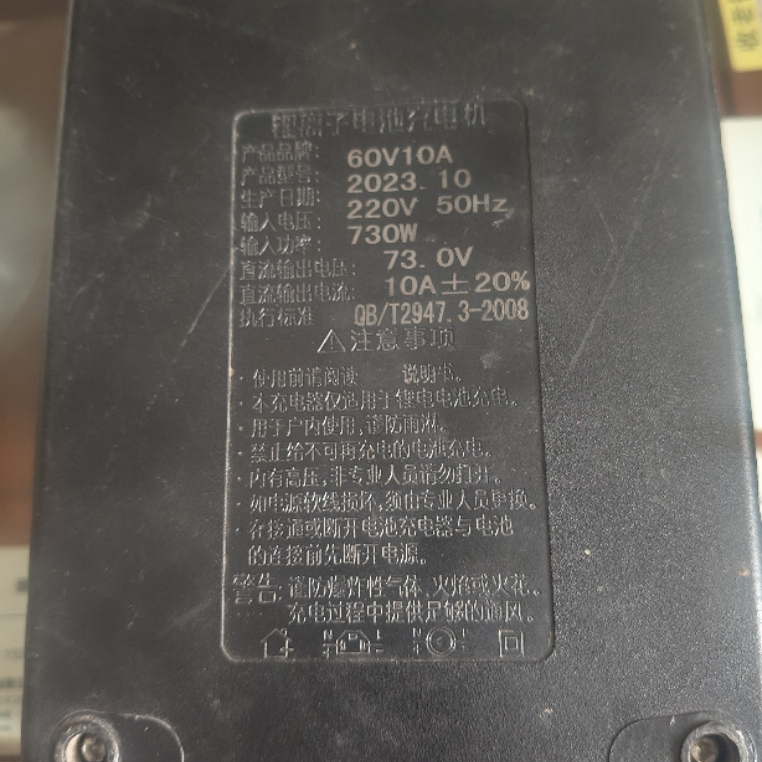 锂离子电池充电机
产品品牌：
产品型号： 60V10A
生产日期： 2023.10
输入电压： 220V 50Hz
输入功率： 730W
直流输出电压： 73.0V
直流输出电流： 10A±20%
执行标准 QB/T2947.3-2008
⚠注意事项
·使用前请阅读 说明书。
·本充电器仅适用于锂电电池充电。
·用于户内使用,谨防雨淋。
·禁止给不可再充电的电池充电。
·内有高压,非专业人员请勿打开。
·如电源软线损坏,须由专业人员更换。
·在接通或断开电池充电器与电池
的连接前先断开电源。
警告:谨防爆炸性气体、火焰或火花。
充电过程中提供足够的通风。
N L N L